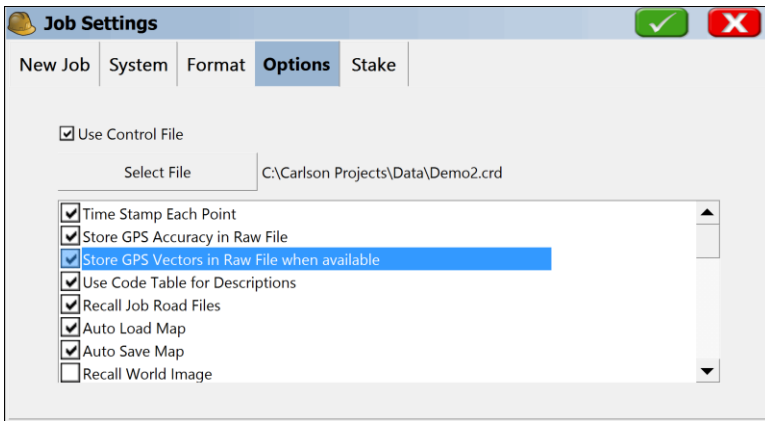 Job Settings
New Job System Format Options Stake
Use Control File
Select File C:\Carlson Projects\Data\Demo2.crd
Time Stamp Each Point
Store GPS Accuracy in Raw File
Store GPS Vectors in Raw File when available
Use Code Table for Descriptions
Recall Job Road Files
Auto Load Map
Auto Save Map
Recall World Image